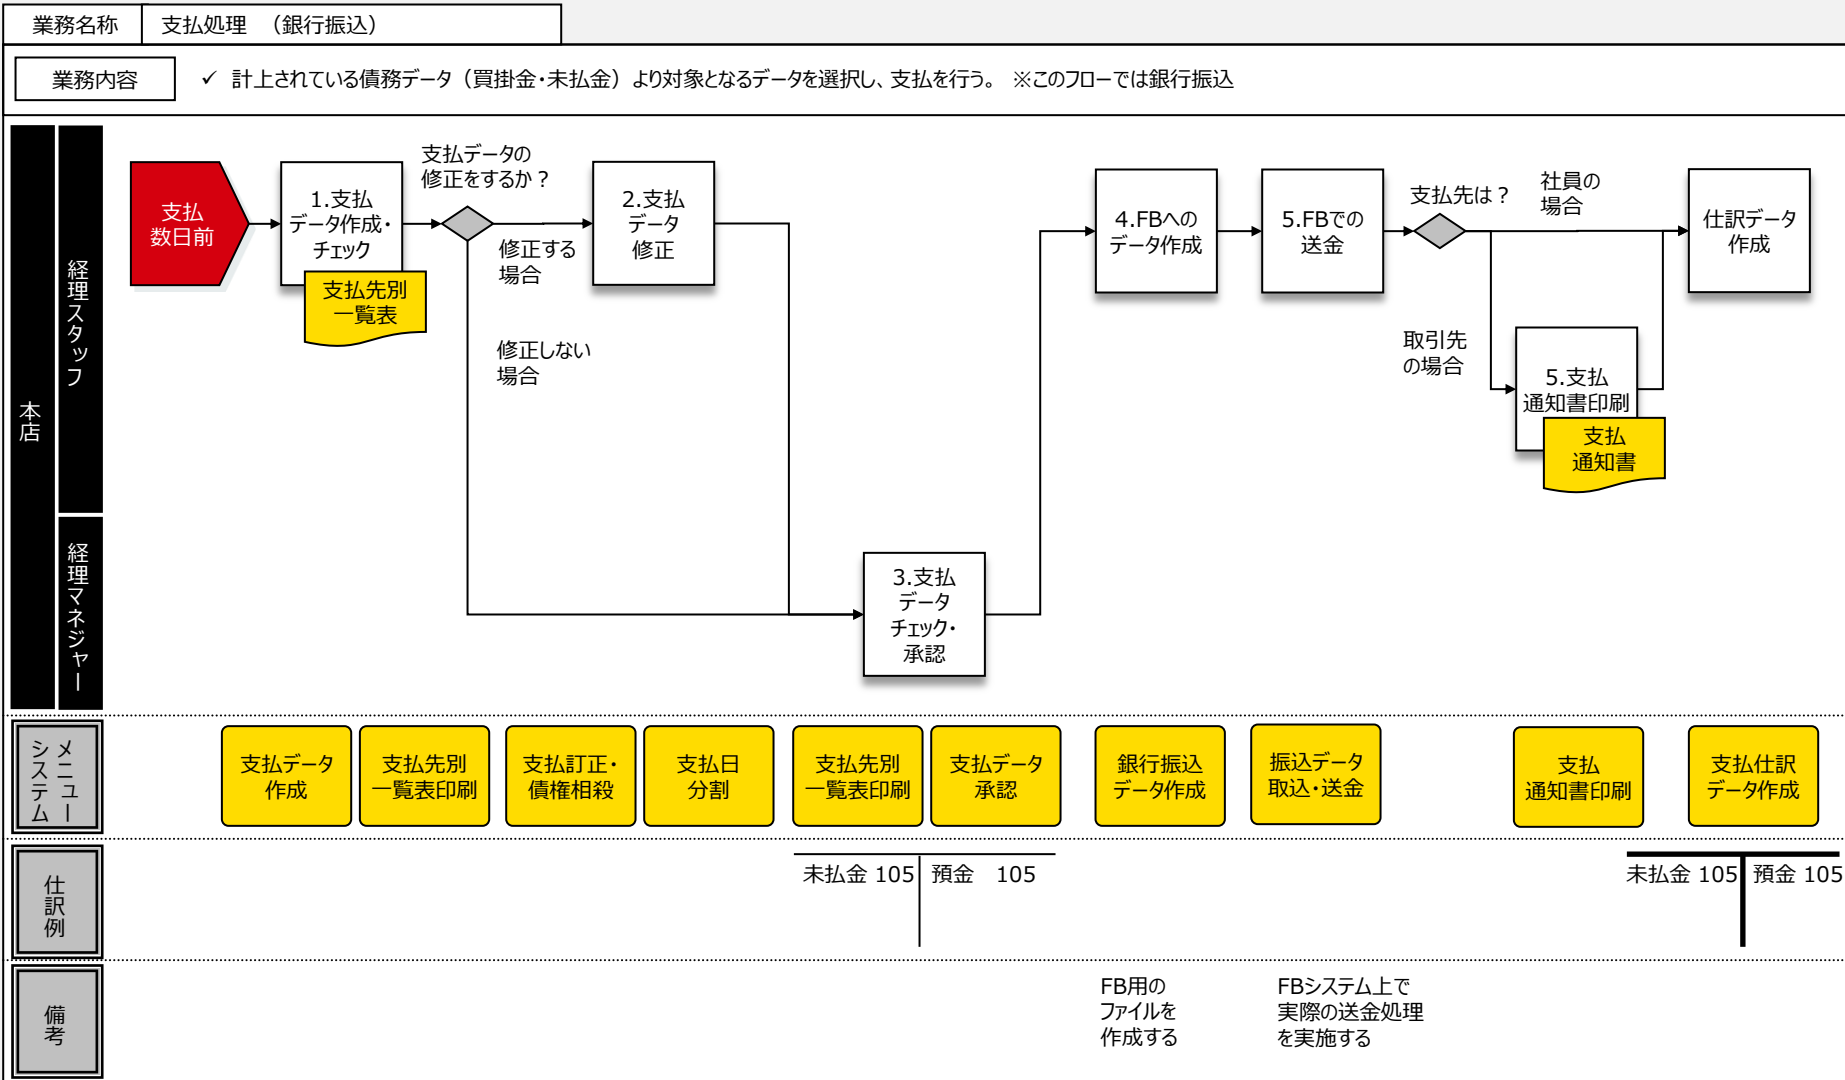 業務名称
支払処理 （銀行振込）
業務内容
✓ 計上されている債務データ（買掛金・未払金）より対象となるデータを選択し、支払を行う。 ※このフローでは銀行振込
本店
経理スタッフ
経理マネジャー
支払
数日前
1.支払
データ作成・
チェック
支払先別
一覧表
支払データの
修正をするか？
修正する
場合
修正しない
場合
2.支払
データ
修正
3.支払
データ
チェック・
承認
4.FBへの
データ作成
5.FBでの
送金
支払先は？
社員の
場合
取引先
の場合
5.支払
通知書印刷
支払
通知書
仕訳データ
作成
システム
メニュー
支払データ
作成
支払先別
一覧表印刷
支払訂正・
債権相殺
支払日
分割
支払先別
一覧表印刷
支払データ
承認
銀行振込
データ作成
振込データ
取込・送金
支払
通知書印刷
支払仕訳
データ作成
仕訳例
未払金 105 預金 105
未払金 105 預金 105
備考
FB用の
ファイルを
作成する
FBシステム上で
実際の送金処理
を実施する